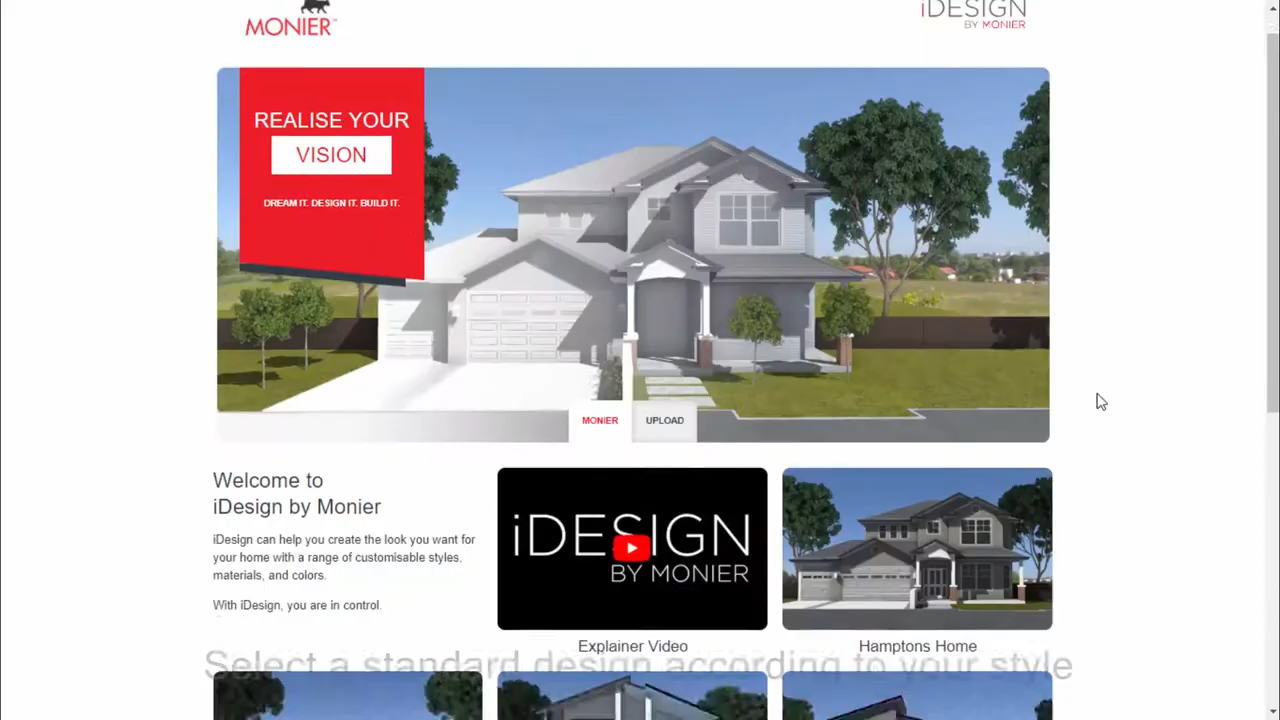 MONIER
iDESIGN
BY MONIER
REALISE YOUR
VISION
DREAM IT. DESIGN IT. BUILD IT.
MONIER
UPLOAD
Welcome to
iDesign by Monier
iDesign can help you create the look you want for
your home with a range of customisable styles,
materials, and colors.
With iDesign, you are in control.
iDESIGN
BY MONIER
Explainer Video
Hamptons Home
Select a standard design according to your style